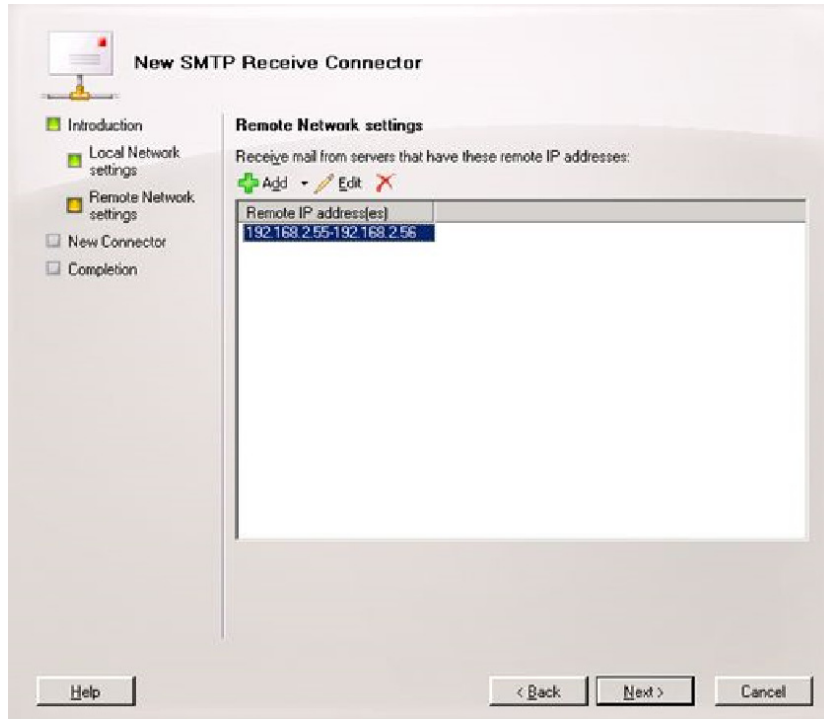 New SMTP Receive Connector
Introduction
Local Network
settings
Remote Network
settings
New Connector
Completion
Remote Network settings
Receive mail from servers that have these remote IP addresses:
Add
Edit
Remote IP address(es)
192.168.2.55-192.168.2.56
Help
< Back
Next >
Cancel